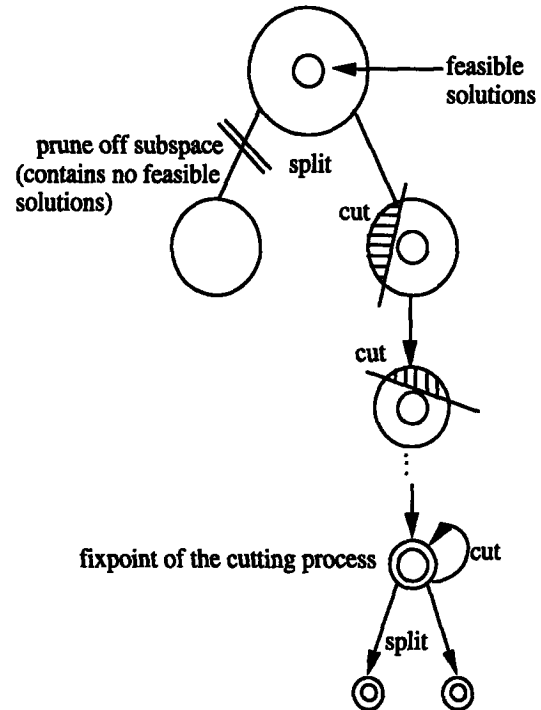 feasible
solutions
prune off subspace
(contains no feasible
solutions)
split
cut
cut
fixpoint of the cutting process
cut
split